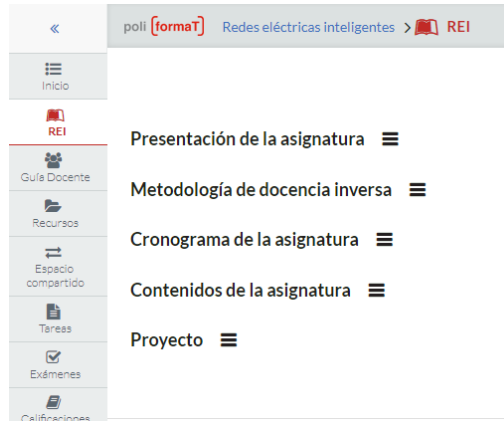 «
poli [formaT] Redes eléctricas inteligentes > REI
Inicio
REI
Guía Docente
Recursos
Espacio
compartido
Tareas
Exámenes
Calificaciones
Presentación de la asignatura
Metodología de docencia inversa
Cronograma de la asignatura
Contenidos de la asignatura
Proyecto